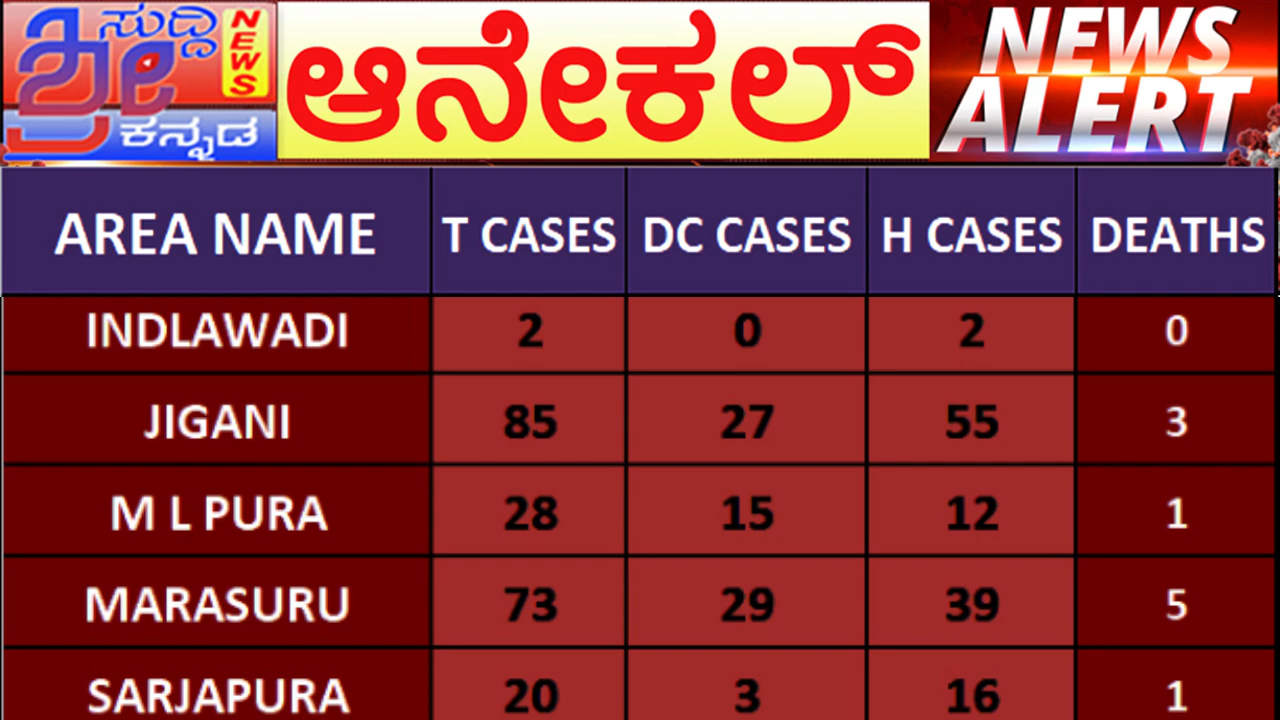 ಸುದ್ದಿ
ಶ್ರೀ
ಕನ್ನಡ
NEWS
ಆನೇಕಲ್
NEWS
ALERT
AREA NAME T CASES DC CASES H CASES DEATHS
INDLAWADI 2 0 2 0
JIGANI 85 27 55 3
M L PURA 28 15 12 1
MARASURU 73 29 39 5
SARJAPURA 20 3 16 1